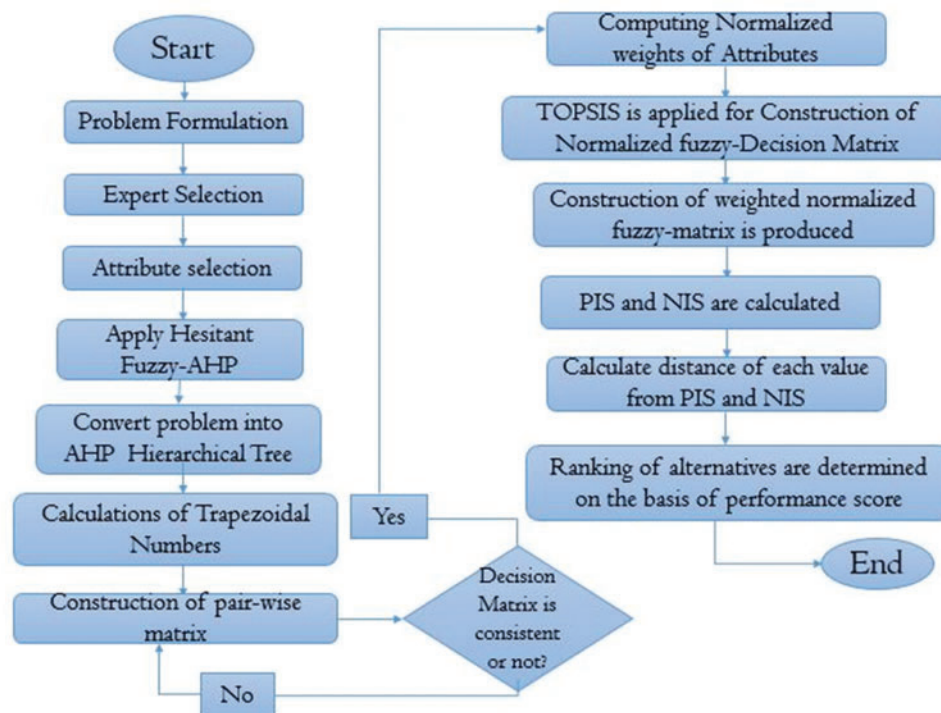 Start
Problem Formulation
Expert Selection
Attribute selection
Apply Hesitant
Fuzzy-AHP
Convert problem into
AHP Hierarchical Tree
Calculations of Trapezoidal
Numbers
Construction of pair-wise
matrix
Decision
Matrix is
consistent
or not?
No
Yes
Computing Normalized
weights of Attributes
TOPSIS is applied for Construction of
Normalized fuzzy-Decision Matrix
Construction of weighted normalized
fuzzy-matrix is produced
PIS and NIS are calculated
Calculate distance of each value
from PIS and NIS
Ranking of alternatives are determined
on the basis of performance score
End